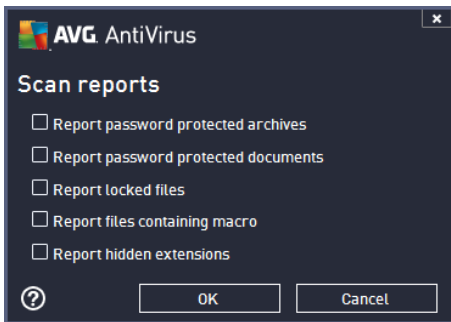 AVG. AntiVirus
x
Scan reports
Report password protected archives
Report password protected documents
Report locked files
Report files containing macro
Report hidden extensions
?
OK
Cancel